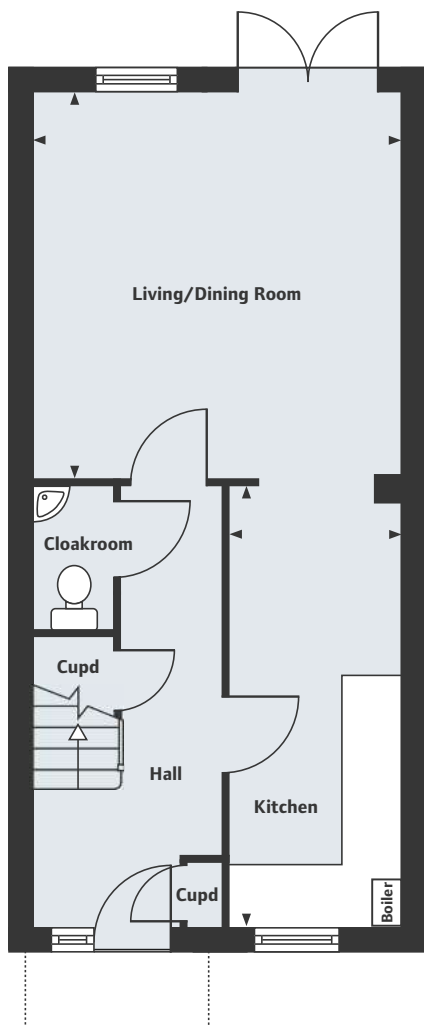 Living/Dining Room
Cloakroom
Cupd
Hall
Kitchen
Cupd
Boiler